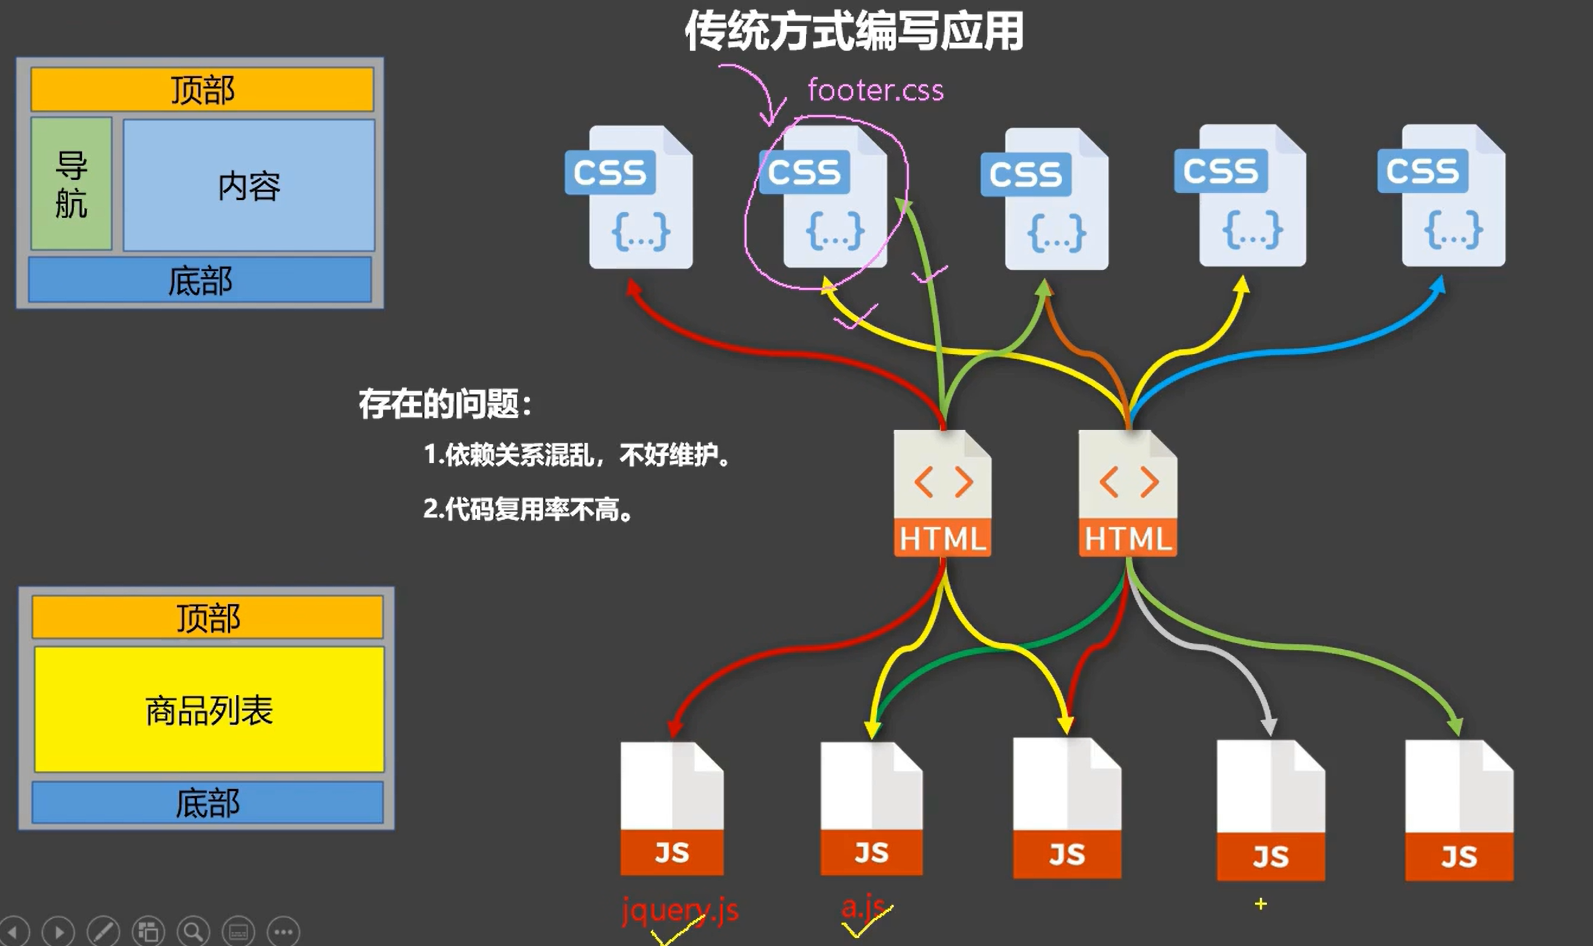 传统方式编写应用
顶部
导航
内容
底部
footer.css
CSS
{...}
CSS
{...}
CSS
{...}
CSS
{...}
CSS
{...}
存在的问题：
1.依赖关系混乱，不好维护。
2.代码复用率不高。
< >
HTML
< >
HTML
顶部
商品列表
底部
JS
JS
JS
JS
JS
jquery.js
a.js